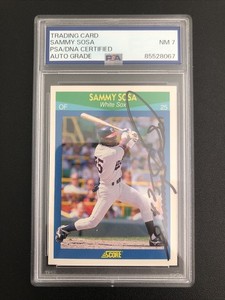 TRADING CARD
SAMMY SOSA
PSA/DNA CERTIFIED
AUTO GRADE
NM 7
PSA
85528067
SAMMY SOSA
White Sox
OF
25
SCORE